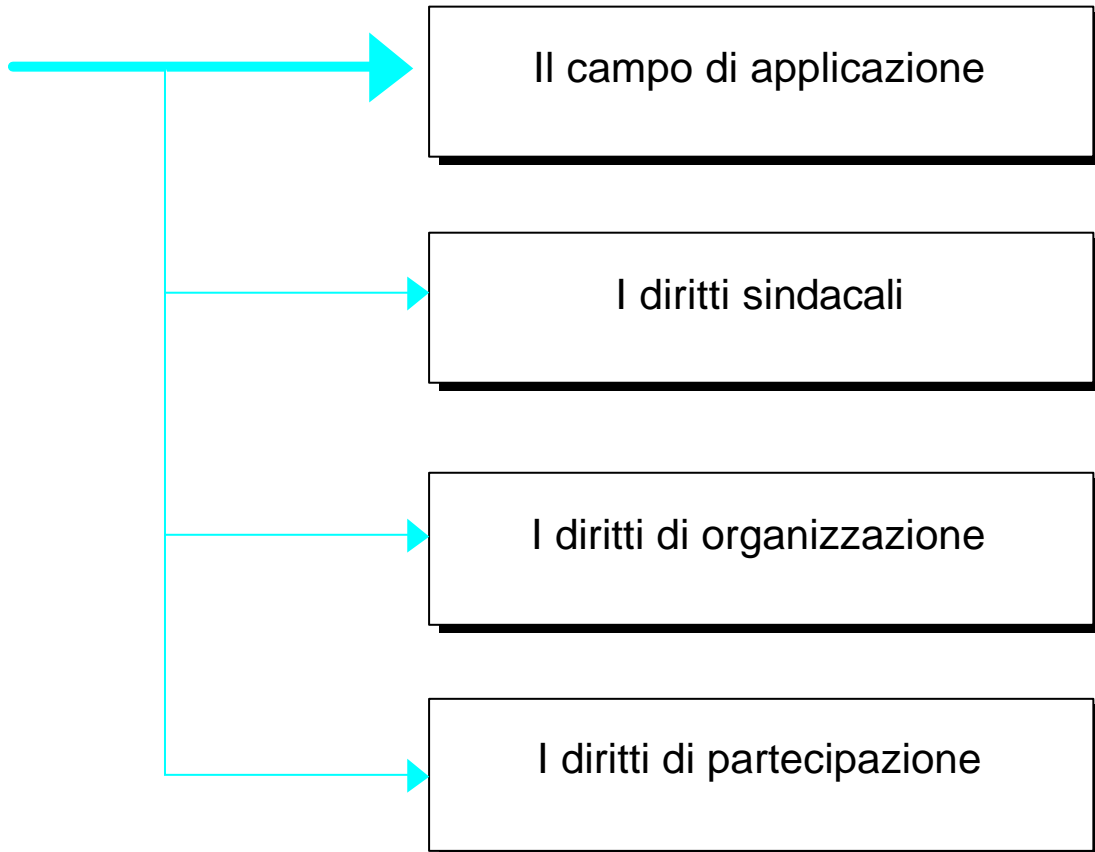 Il campo di applicazione
I diritti sindacali
I diritti di organizzazione
I diritti di partecipazione